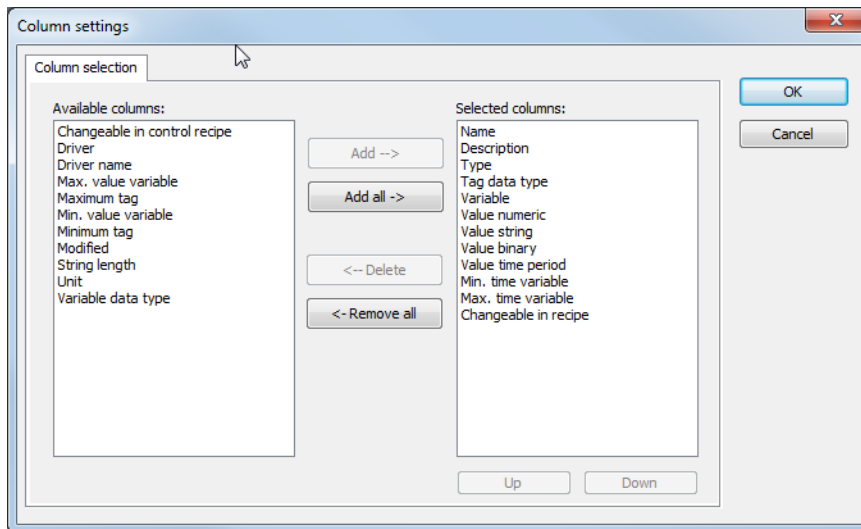 Column settings
Column selection
Available columns:
Changeable in control recipe
Driver
Driver name
Max. value variable
Maximum tag
Min. value variable
Minimum tag
Modified
String length
Unit
Variable data type
Add -->
Add all ->
<-- Delete
<- Remove all
Selected columns:
Name
Description
Type
Tag data type
Variable
Value numeric
Value string
Value binary
Value time period
Min. time variable
Max. time variable
Changeable in recipe
Up
Down
OK
Cancel